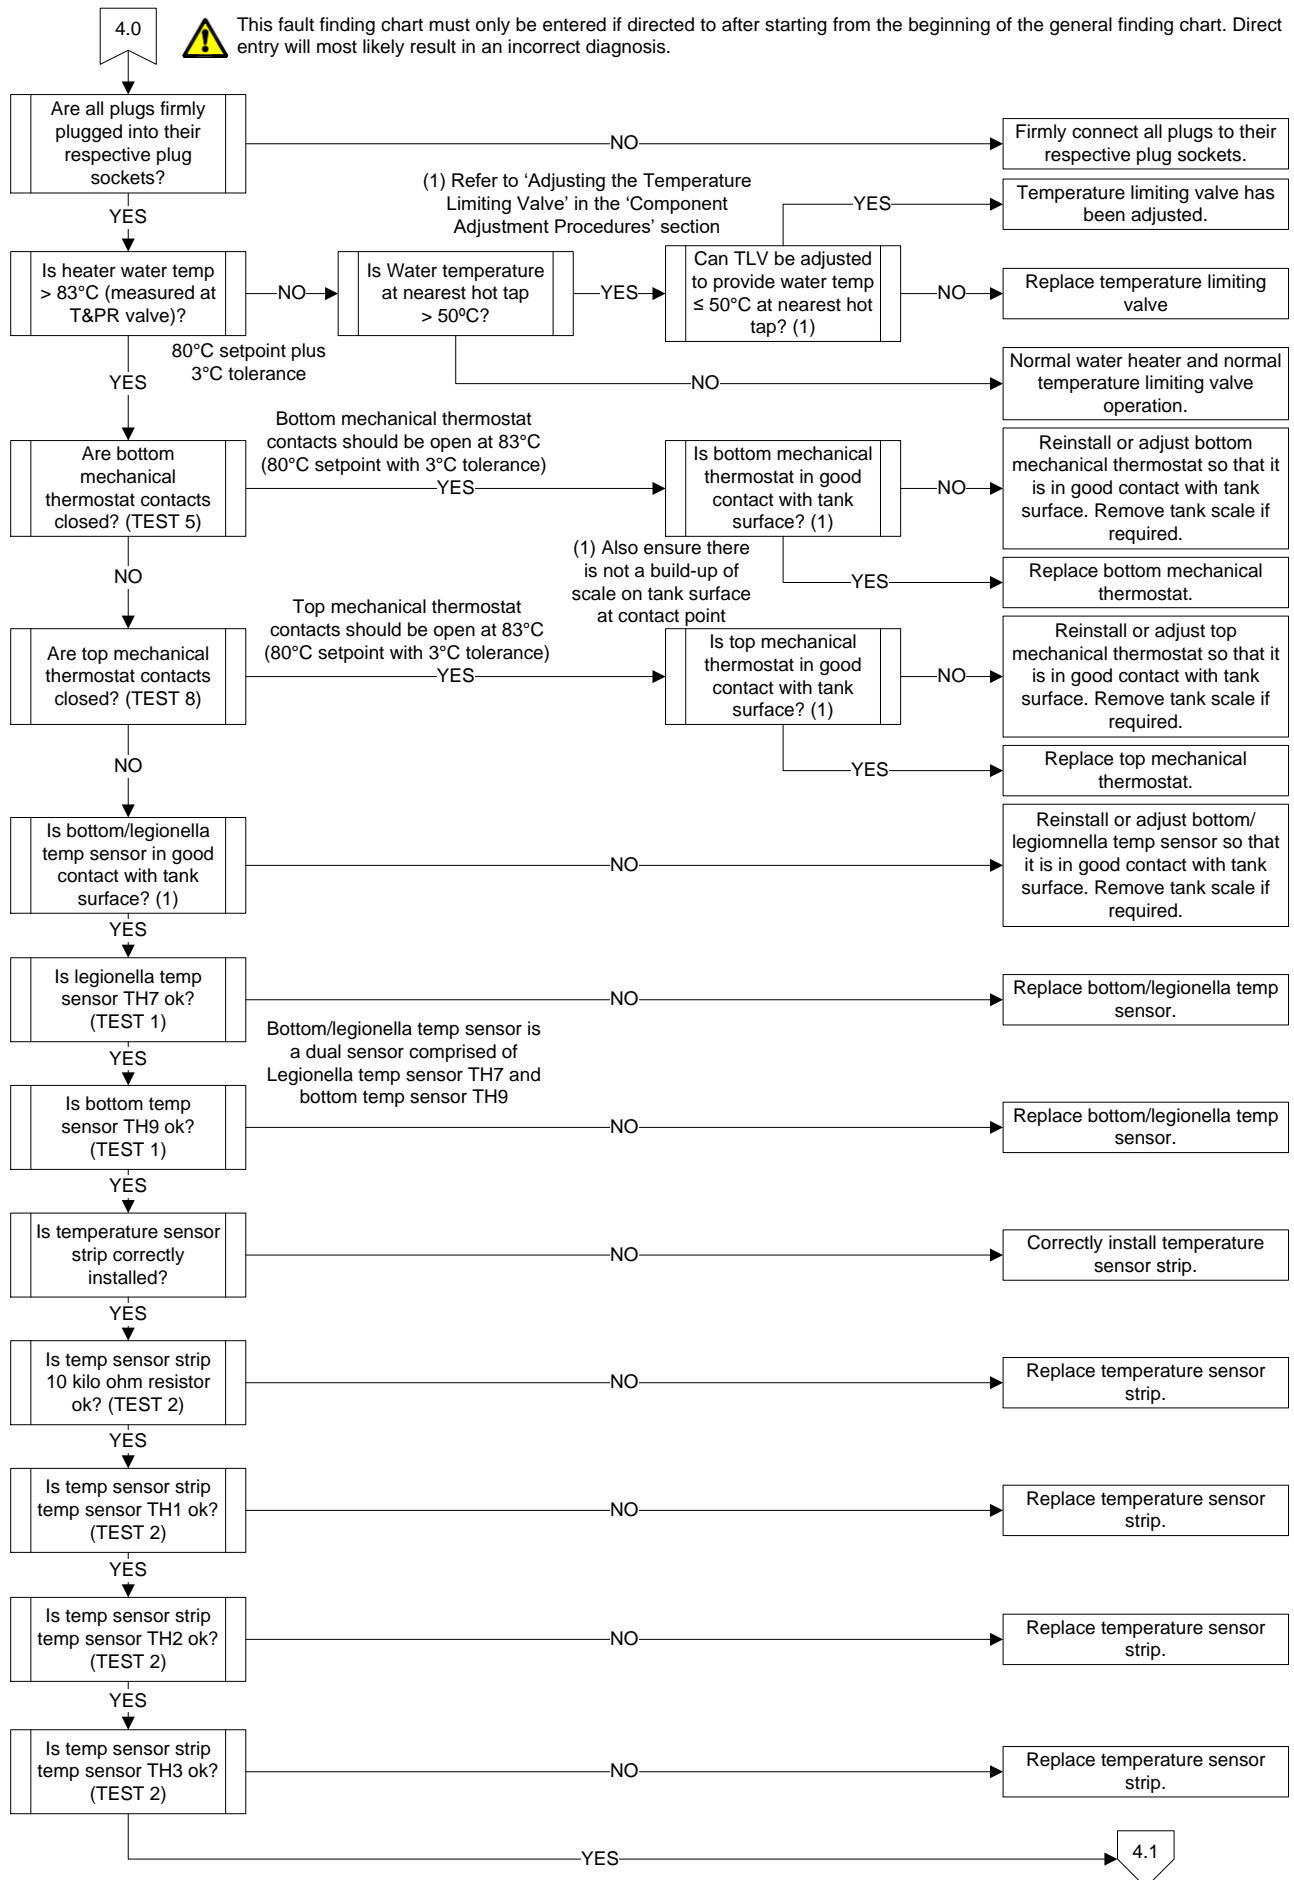 4.0
This fault finding chart must only be entered if directed to after starting from the beginning of the general finding chart. Direct
entry will most likely result in an incorrect diagnosis.
Are all plugs firmly
plugged into their
respective plug
sockets?
NO
Firmly connect all plugs to their
respective plug sockets.
YES
(1) Refer to ‘Adjusting the Temperature
Limiting Valve’ in the ‘Component
Adjustment Procedures’ section
YES
Temperature limiting valve has
been adjusted.
Is heater water temp
> 83°C (measured at
T&PR valve)?
NO
Is Water temperature
at nearest hot tap
> 50ºC?
YES
Can TLV be adjusted
to provide water temp
≤ 50°C at nearest hot
tap? (1)
NO
Replace temperature limiting
valve
80°C setpoint plus
3°C tolerance
YES
NO
Normal water heater and normal
temperature limiting valve
operation.
Bottom mechanical thermostat
contacts should be open at 83°C
(80°C setpoint with 3°C tolerance)
Are bottom
mechanical
thermostat contacts
closed? (TEST 5)
YES
Is bottom mechanical
thermostat in good
contact with tank
surface? (1)
NO
Reinstall or adjust bottom
mechanical thermostat so that it
is in good contact with tank
surface. Remove tank scale if
required.
(1) Also ensure there
is not a build-up of
scale on tank surface
at contact point
YES
Replace bottom mechanical
thermostat.
NO
Top mechanical thermostat
contacts should be open at 83°C
(80°C setpoint with 3°C tolerance)
Are top mechanical
thermostat contacts
closed? (TEST 8)
YES
Is top mechanical
thermostat in good
contact with tank
surface? (1)
NO
Reinstall or adjust top
mechanical thermostat so that it
is in good contact with tank
surface. Remove tank scale if
required.
YES
Replace top mechanical
thermostat.
NO
Is bottom/legionella
temp sensor in good
contact with tank
surface? (1)
NO
Reinstall or adjust bottom/
legiomnella temp sensor so that
it is in good contact with tank
surface. Remove tank scale if
required.
YES
Is legionella temp
sensor TH7 ok?
(TEST 1)
NO
Replace bottom/legionella temp
sensor.
YES
Bottom/legionella temp sensor is
a dual sensor comprised of
Legionella temp sensor TH7 and
bottom temp sensor TH9
Is bottom temp
sensor TH9 ok?
(TEST 1)
NO
Replace bottom/legionella temp
sensor.
YES
Is temperature sensor
strip correctly
installed?
NO
Correctly install temperature
sensor strip.
YES
Is temp sensor strip
10 kilo ohm resistor
ok? (TEST 2)
NO
Replace temperature sensor
strip.
YES
Is temp sensor strip
temp sensor TH1 ok?
(TEST 2)
NO
Replace temperature sensor
strip.
YES
Is temp sensor strip
temp sensor TH2 ok?
(TEST 2)
NO
Replace temperature sensor
strip.
YES
Is temp sensor strip
temp sensor TH3 ok?
(TEST 2)
NO
Replace temperature sensor
strip.
YES
4.1